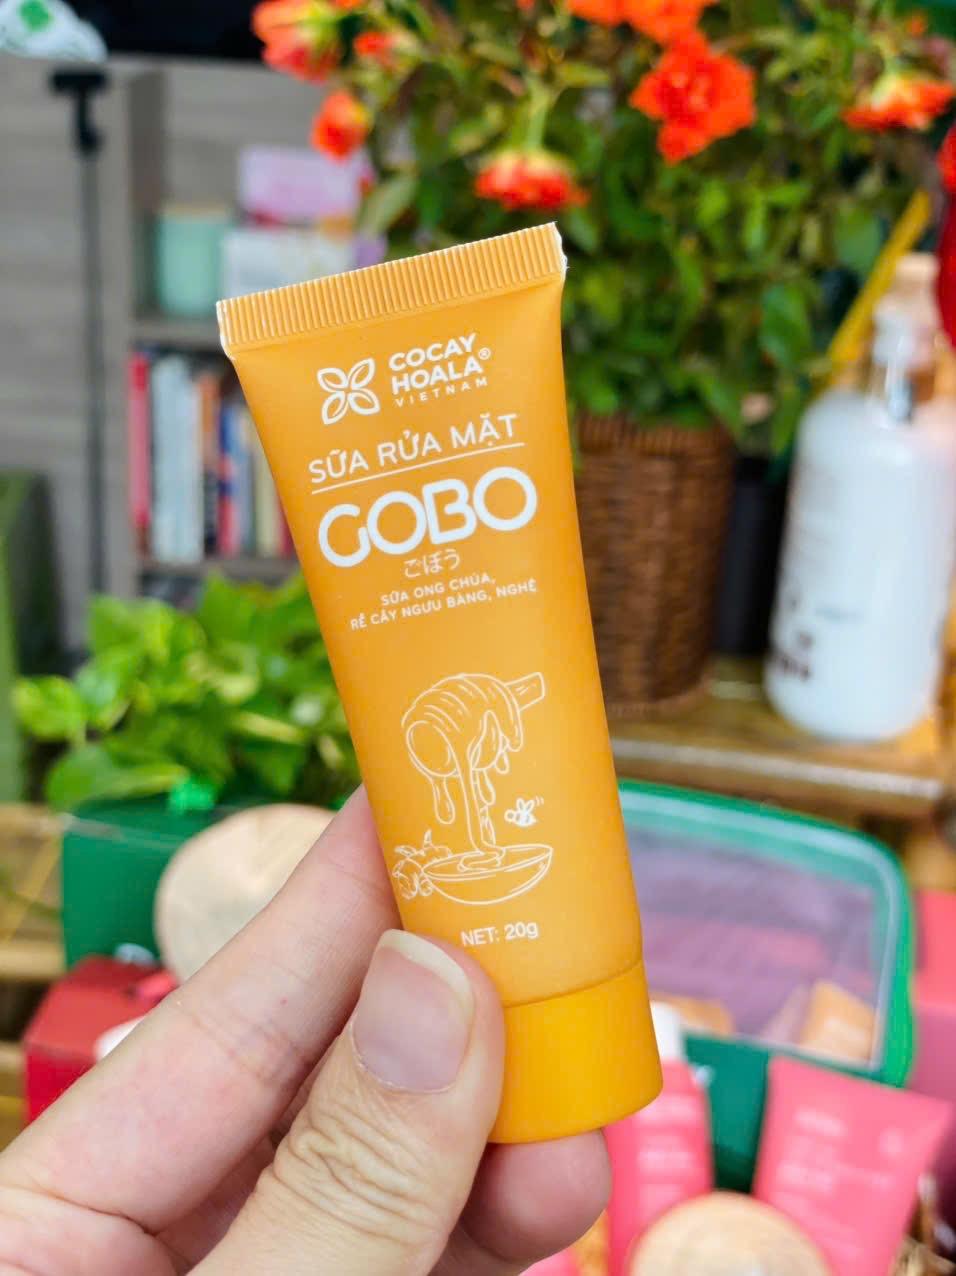 COCAY
HOALA®
VIETNAM
SỮA RỬA MẶT
GOBO
ごぼう
SỮA ONG CHÚA,
RỄ CÂY NGƯU BÀNG, NGHỆ
NET: 20g